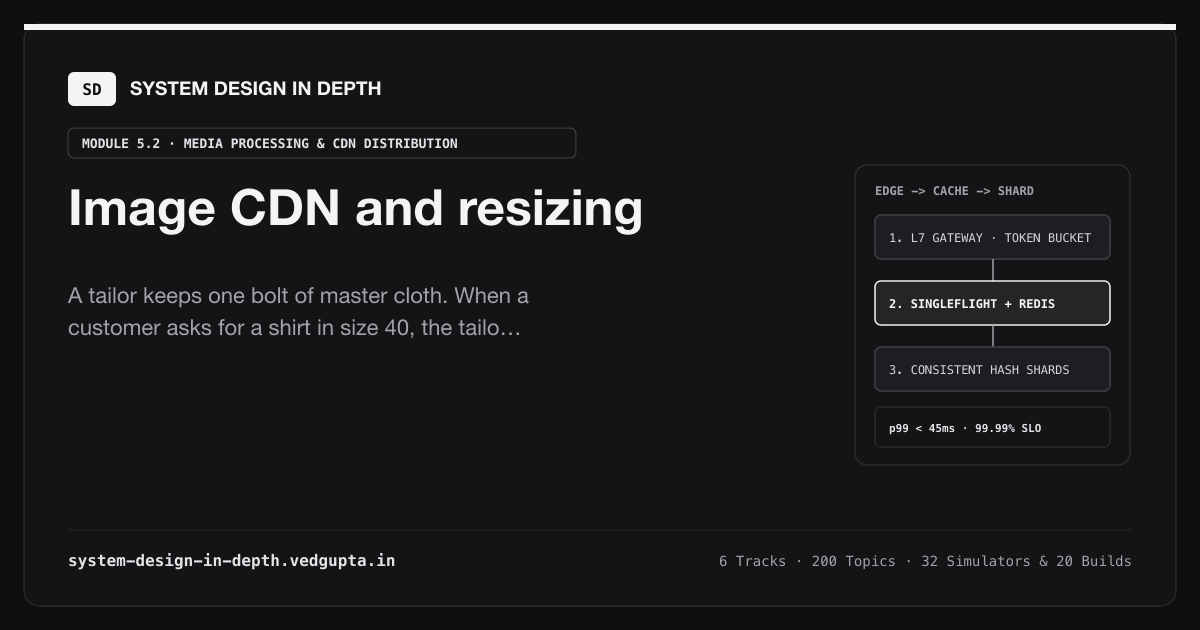 SD SYSTEM DESIGN IN DEPTH
MODULE 5.2 · MEDIA PROCESSING & CDN DISTRIBUTION
Image CDN and resizing
A tailor keeps one bolt of master cloth. When a
customer asks for a shirt in size 40, the tailo…
EDGE —> CACHE —> SHARD
1. L7 GATEWAY · TOKEN BUCKET
2. SINGLEFLIGHT + REDIS
3. CONSISTENT HASH SHARDS
p99 < 45ms · 99.99% SLO
system-design-in-depth.vedgupta.in
6 Tracks · 200 Topics · 32 Simulators & 20 Builds